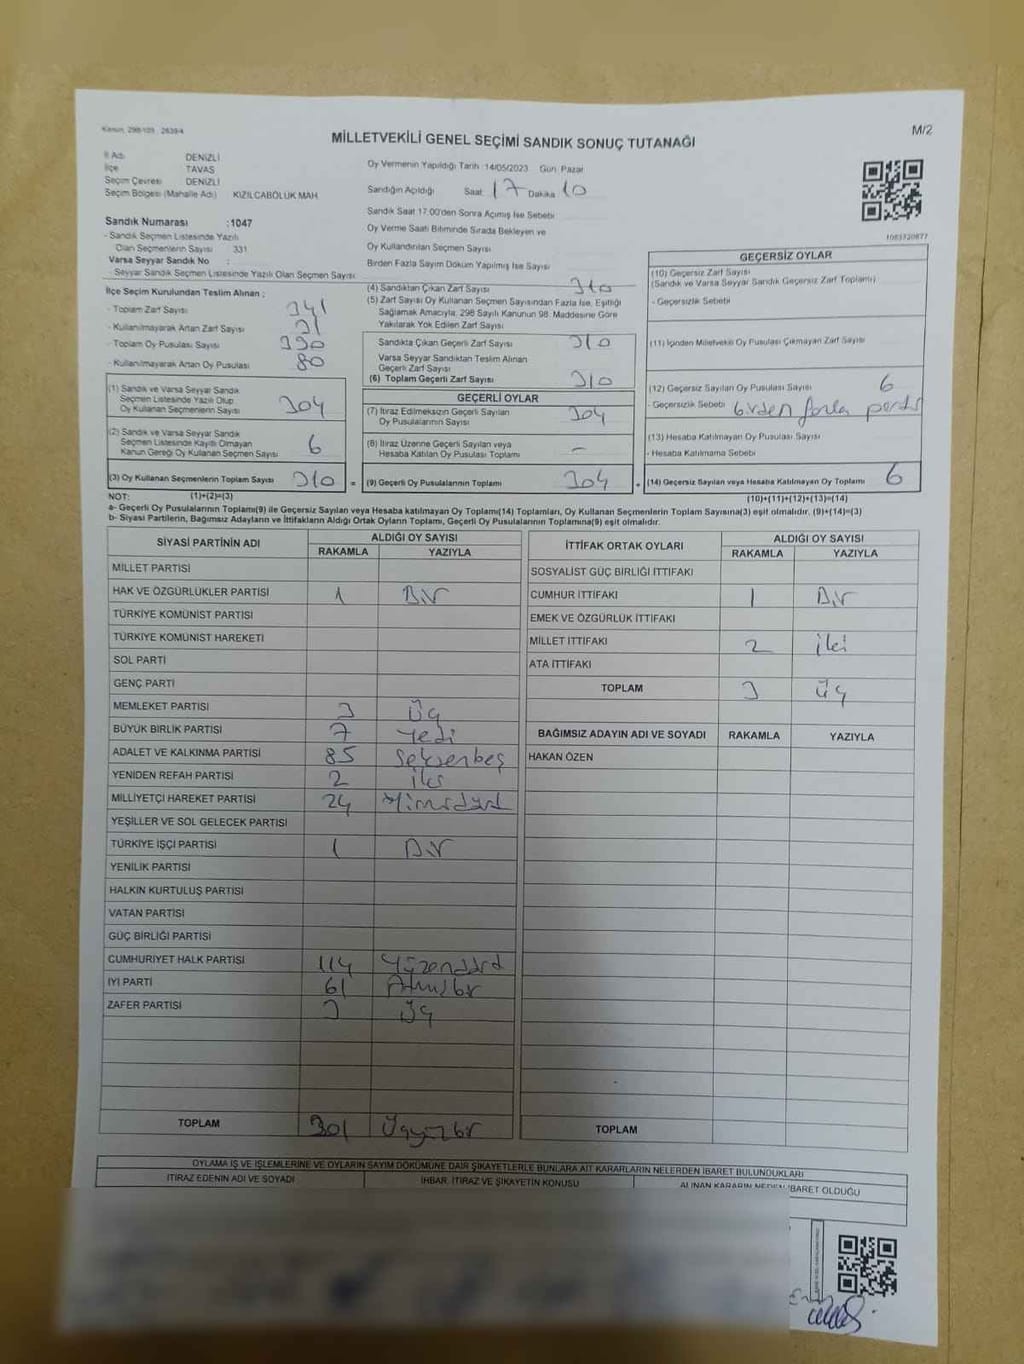 Kanun: 298-109 , 2839-4
M/2
MİLLETVEKİLİ GENEL SEÇİMİ SANDIK SONUÇ TUTANAĞI
İl Adı DENİZLİ
İlçe TAVAS
Seçim Çevresi DENİZLİ
Seçim Bölgesi (Mahalle Adı) KIZILCABÖLÜK MAH.
Oy Vermenin Yapıldığı Tarih 14/05/2023 Gün Pazar
Sandığın Açıldığı Saat 17 Dakika 10
Sandık Saat 17.00'den Sonra Açılmış İse Sebebi
Oy Verme Saati Bitiminde Sırada Bekleyen ve
Oy Kullandırılan Seçmen Sayısı
Birden Fazla Sayım Döküm Yapılmış İse Sayısı
Sandık Numarası :1047
- Sandık Seçmen Listesinde Yazılı
Olan Seçmenlerin Sayısı 331
Varsa Seyyar Sandık No :
- Seyyar Sandık Seçmen Listesinde Yazılı Olan Seçmen Sayısı
İlçe Seçim Kurulundan Teslim Alınan ;
- Toplam Zarf Sayısı 341
- Kullanılmayarak Artan Zarf Sayısı 31
- Toplam Oy Pusulası Sayısı 390
- Kullanılmayarak Artan Oy Pusulası 80
(1) Sandık ve Varsa Seyyar Sandık
Seçmen Listesinde Yazılı Olup
Oy Kullanan Seçmenlerin Sayısı 304
(2) Sandık ve Varsa Seyyar Sandık
Seçmen Listesinde Kayıtlı Olmayan
Kanun Gereği Oy Kullanan Seçmen Sayısı 6
(3) Oy Kullanan Seçmenlerin Toplam Sayısı 310 =
(4) Sandıktan Çıkan Zarf Sayısı 310
(5) Zarf Sayısı Oy Kullanan Seçmen Sayısından Fazla İse, Eşitliği
Sağlamak Amacıyla, 298 Sayılı Kanunun 98. Maddesine Göre
Yakılarak Yok Edilen Zarf Sayısı
Sandıkta Çıkan Geçerli Zarf Sayısı 310
Varsa Seyyar Sandıktan Teslim Alınan
Geçerli Zarf Sayısı
(6) Toplam Geçerli Zarf Sayısı 310
GEÇERLİ OYLAR
(7) İtiraz Edilmeksizin Geçerli Sayılan
Oy Pusulalarının Sayısı 304
(8) İtiraz Üzerine Geçerli Sayılan veya
Hesaba Katılan Oy Pusulası Toplamı -
(9) Geçerli Oy Pusulalarının Toplamı 304 +
1083720877
GEÇERSİZ OYLAR
(10) Geçersiz Zarf Sayısı
(Sandık ve Varsa Seyyar Sandık Geçersiz Zarf Toplamı)
- Geçersizlik Sebebi
(11) İçinden Milletvekili Oy Pusulası Çıkmayan Zarf Sayısı
(12) Geçersiz Sayılan Oy Pusulası Sayısı 6
- Geçersizlik Sebebi birden fazla
(13) Hesaba Katılmayan Oy Pusulası Sayısı
- Hesaba Katılmama Sebebi
(14) Geçersiz Sayılan veya Hesaba Katılmayan Oy Toplamı 6
NOT: (1)+(2)=(3) (10)+(11)+(12)+(13)=(14)
a- Geçerli Oy Pusulalarının Toplamı(9) ile Geçersiz Sayılan veya Hesaba katılmayan Oy Toplamı(14) Toplamları, Oy Kullanan Seçmenlerin Toplam Sayısına(3) eşit olmalıdır. (9)+(14)=(3)
b- Siyasi Partilerin, Bağımsız Adayların ve İttifakların Aldığı Ortak Oyların Toplamı, Geçerli Oy Pusulalarının Toplamına(9) eşit olmalıdır.
SİYASİ PARTİNİN ADI ALDIĞI OY SAYISI
RAKAMLA YAZIYLA
MİLLET PARTİSİ
HAK VE ÖZGÜRLÜKLER PARTİSİ 1 Bir
TÜRKİYE KOMÜNİST PARTİSİ
TÜRKİYE KOMÜNİST HAREKETİ
SOL PARTİ
GENÇ PARTİ
MEMLEKET PARTİSİ 3 Üç
BÜYÜK BİRLİK PARTİSİ 7 Yedi
ADALET VE KALKINMA PARTİSİ 85 Seksenbeş
YENİDEN REFAH PARTİSİ 2 iki
MİLLİYETÇİ HAREKET PARTİSİ 24 Yirmidört
YEŞİLLER VE SOL GELECEK PARTİSİ
TÜRKİYE İŞÇİ PARTİSİ 1 Bir
YENİLİK PARTİSİ
HALKIN KURTULUŞ PARTİSİ
VATAN PARTİSİ
GÜÇ BİRLİĞİ PARTİSİ
CUMHURİYET HALK PARTİSİ 114 Yüzondört
İYİ PARTİ 61 Atmışbir
ZAFER PARTİSİ 3 Üç
TOPLAM 301 Üçyüzbir
İTTİFAK ORTAK OYLARI ALDIĞI OY SAYISI
RAKAMLA YAZIYLA
SOSYALİST GÜÇ BİRLİĞİ İTTİFAKI
CUMHUR İTTİFAKI 1 Bir
EMEK VE ÖZGÜRLÜK İTTİFAKI
MİLLET İTTİFAKI 2 iki
ATA İTTİFAKI
TOPLAM 3 Üç
BAĞIMSIZ ADAYIN ADI VE SOYADI RAKAMLA YAZIYLA
HAKAN ÖZEN
TOPLAM
OYLAMA İŞ VE İŞLEMLERİNE VE OYLARIN SAYIM DÖKÜMÜNE DAİR ŞİKAYETLERLE BUNLARA AİT KARARLARIN NELERDEN İBARET BULUNDUKLARI
İTİRAZ EDENİN ADI VE SOYADI İHBAR, İTİRAZ VE ŞİKAYETİN KONUSU ALINAN KARARIN NEDEN İBARET OLDUĞU